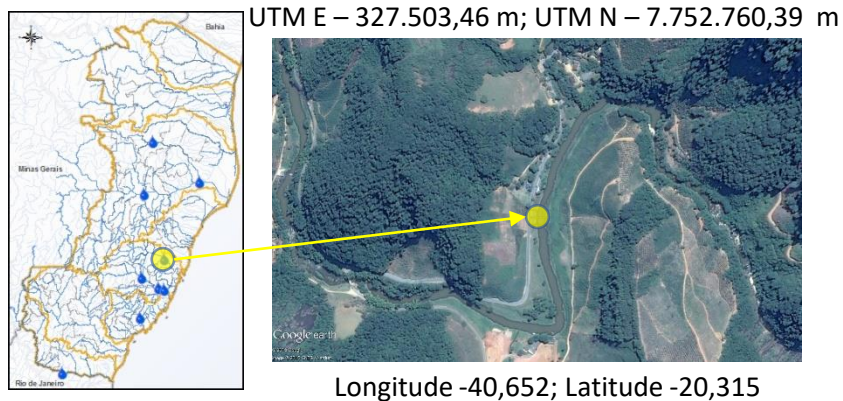 UTM E – 327.503,46 m; UTM N – 7.752.760,39 m
Bahia
Minas Gerais
Rio de Janeiro
Google earth
Longitude -40,652; Latitude -20,315